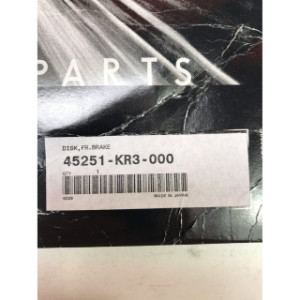 PARTS
DISK,FR.BRAKE
45251-KR3-000
QTY
1
MADE IN JAPAN